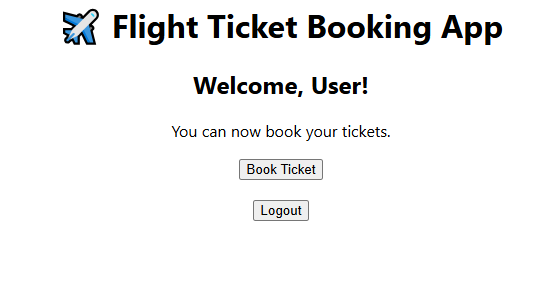 ✈️ Flight Ticket Booking App
Welcome, User!
You can now book your tickets.
Book Ticket
Logout